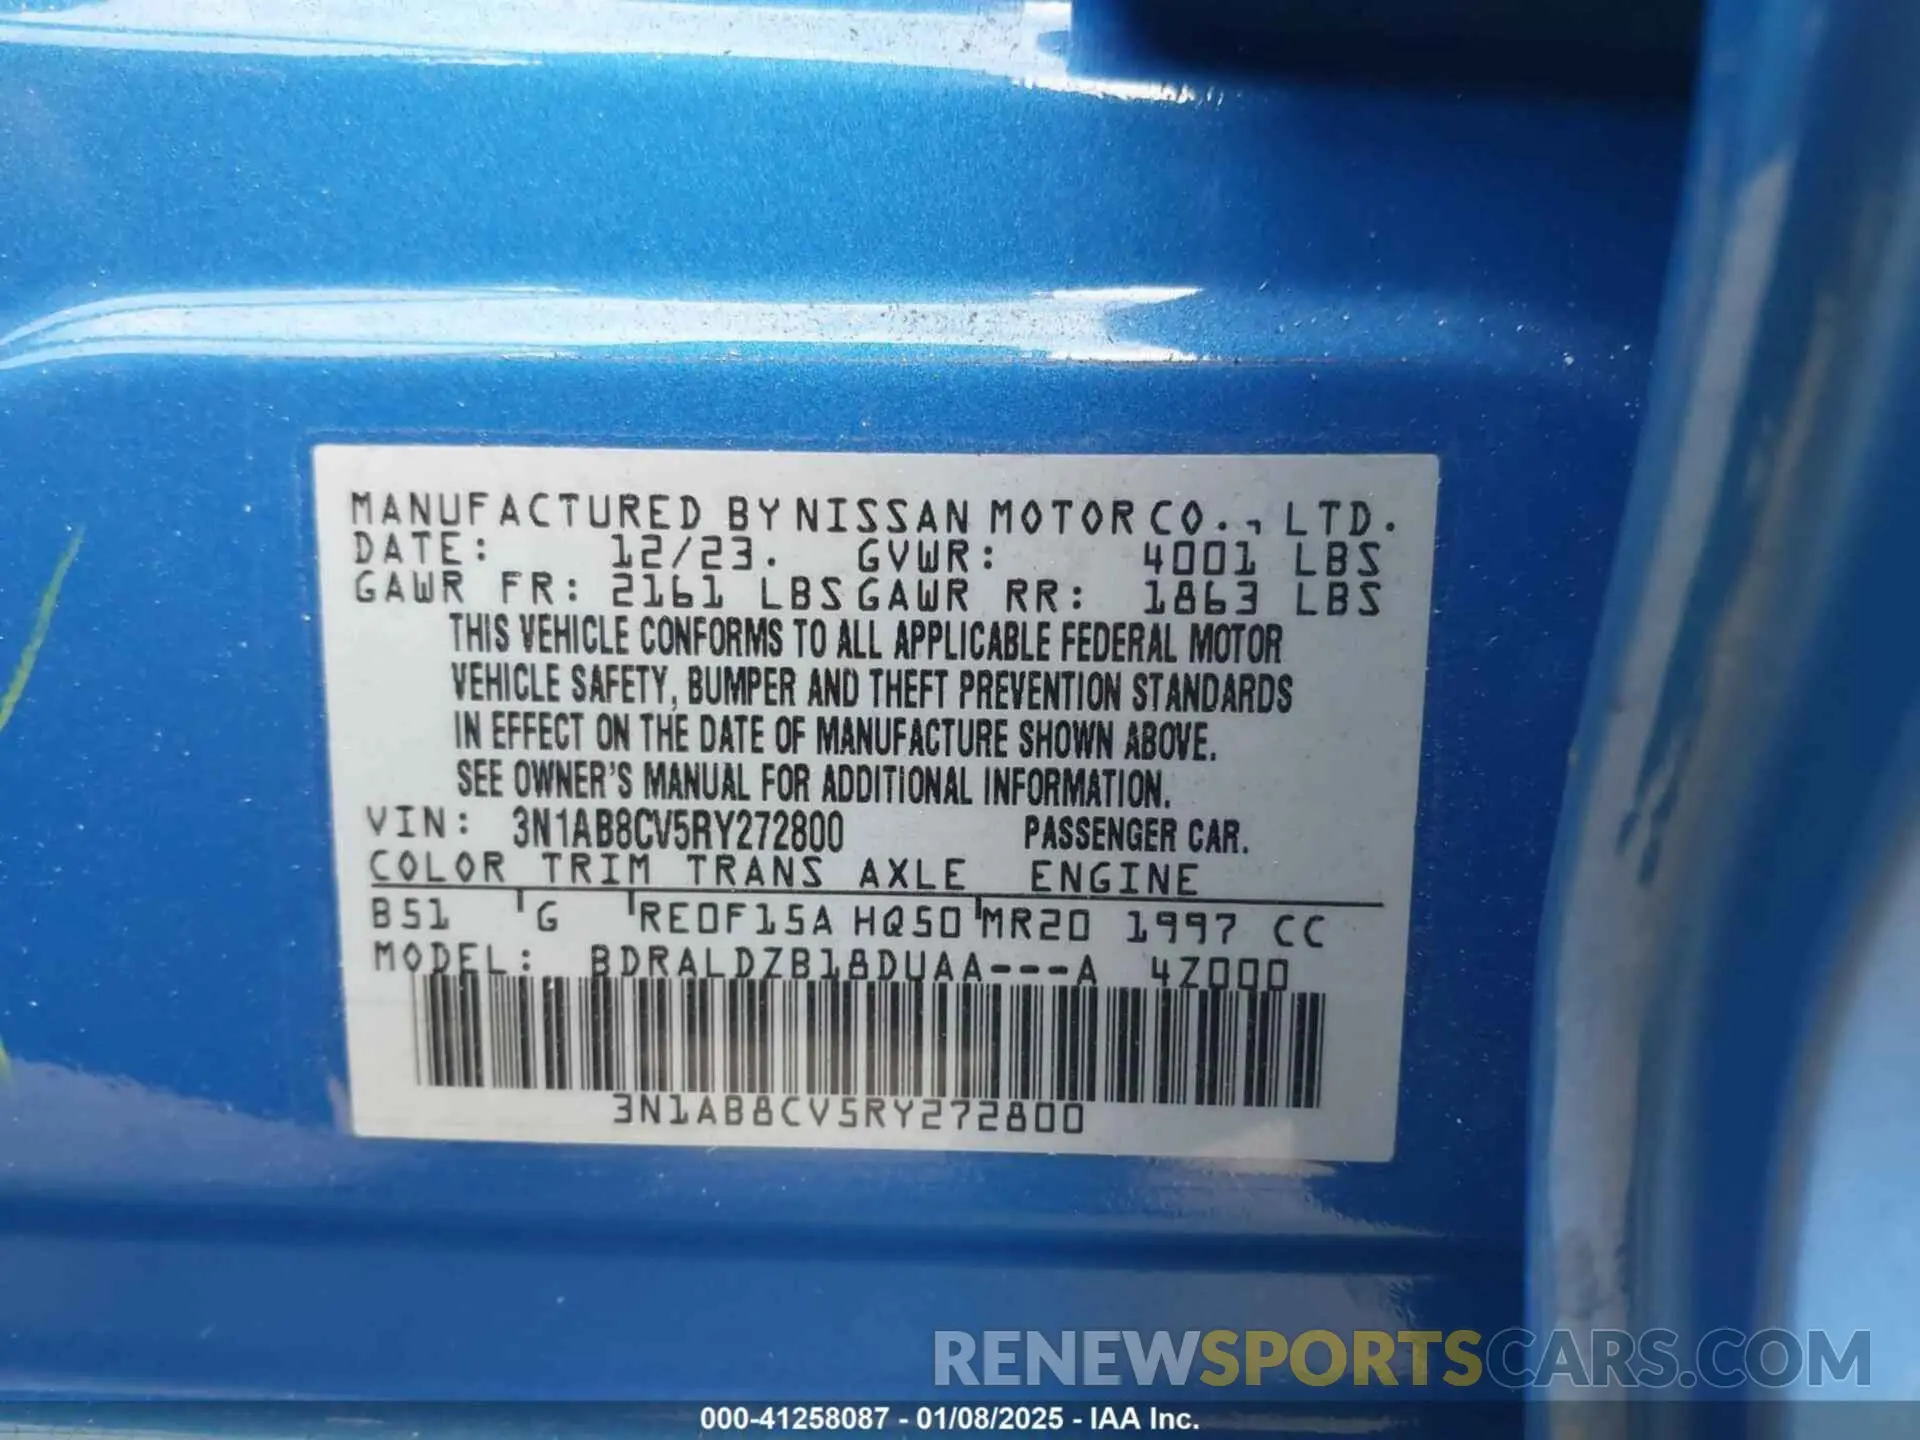 MANUFACTURED BY NISSAN MOTOR CO., LTD.
DATE: 12/23. GVWR: 4001 LBS
GAWR FR: 2161 LBS GAWR RR: 1863 LBS
THIS VEHICLE CONFORMS TO ALL APPLICABLE FEDERAL MOTOR
VEHICLE SAFETY, BUMPER AND THEFT PREVENTION STANDARDS
IN EFFECT ON THE DATE OF MANUFACTURE SHOWN ABOVE.
SEE OWNER'S MANUAL FOR ADDITIONAL INFORMATION.
VIN: 3N1AB8CV5RY272800 PASSENGER CAR.
COLOR TRIM TRANS AXLE ENGINE
B51 G RE0F15A HQ50 MR20 1997 CC
MODEL: BDRALDZB18DUAA---A 4Z000
3N1AB8CV5RY272800
RENEWSPORTSCARS.COM
000-41258087 - 01/08/2025 - IAA Inc.